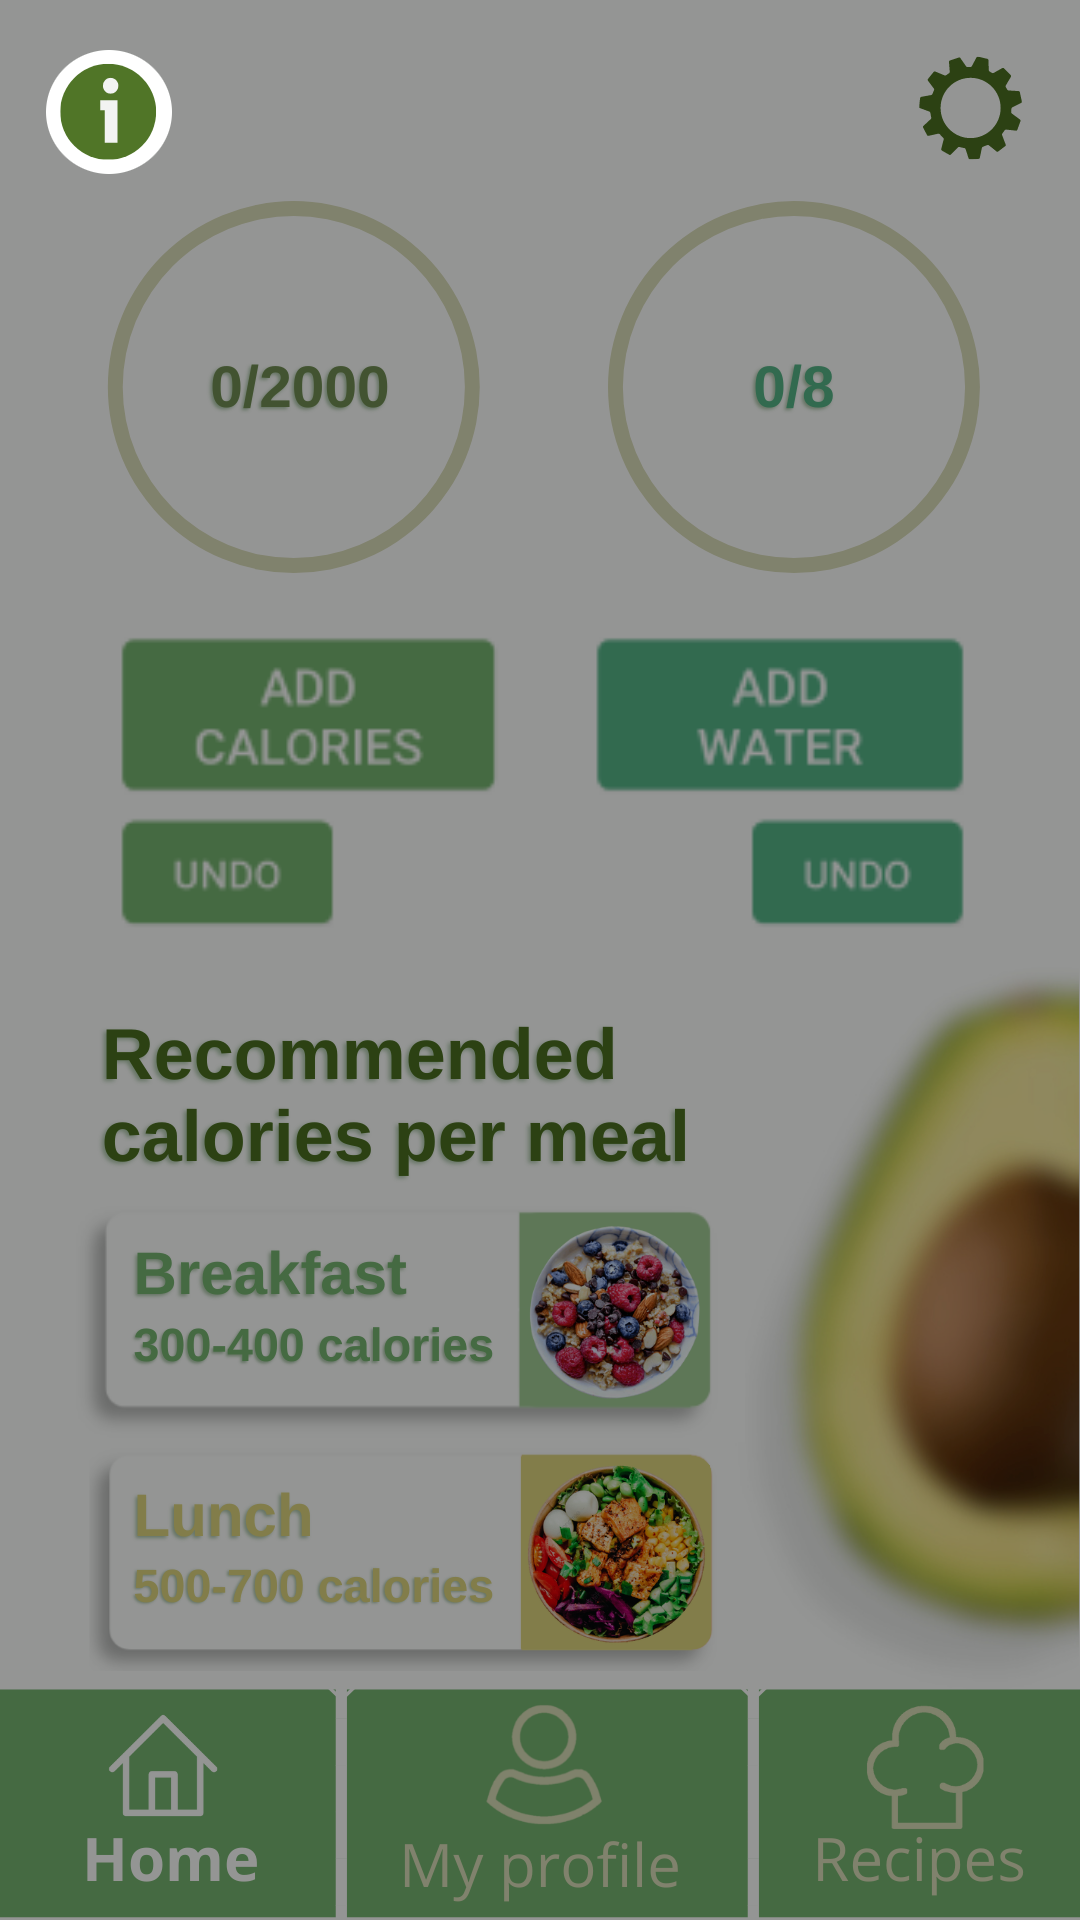 i
0/2000
0/8
ADD
CALORIES
ADD
WATER
UNDO
UNDO
Recommended
calories per meal
Breakfast
300-400 calories
Lunch
500-700 calories
Home
My profile
Recipes